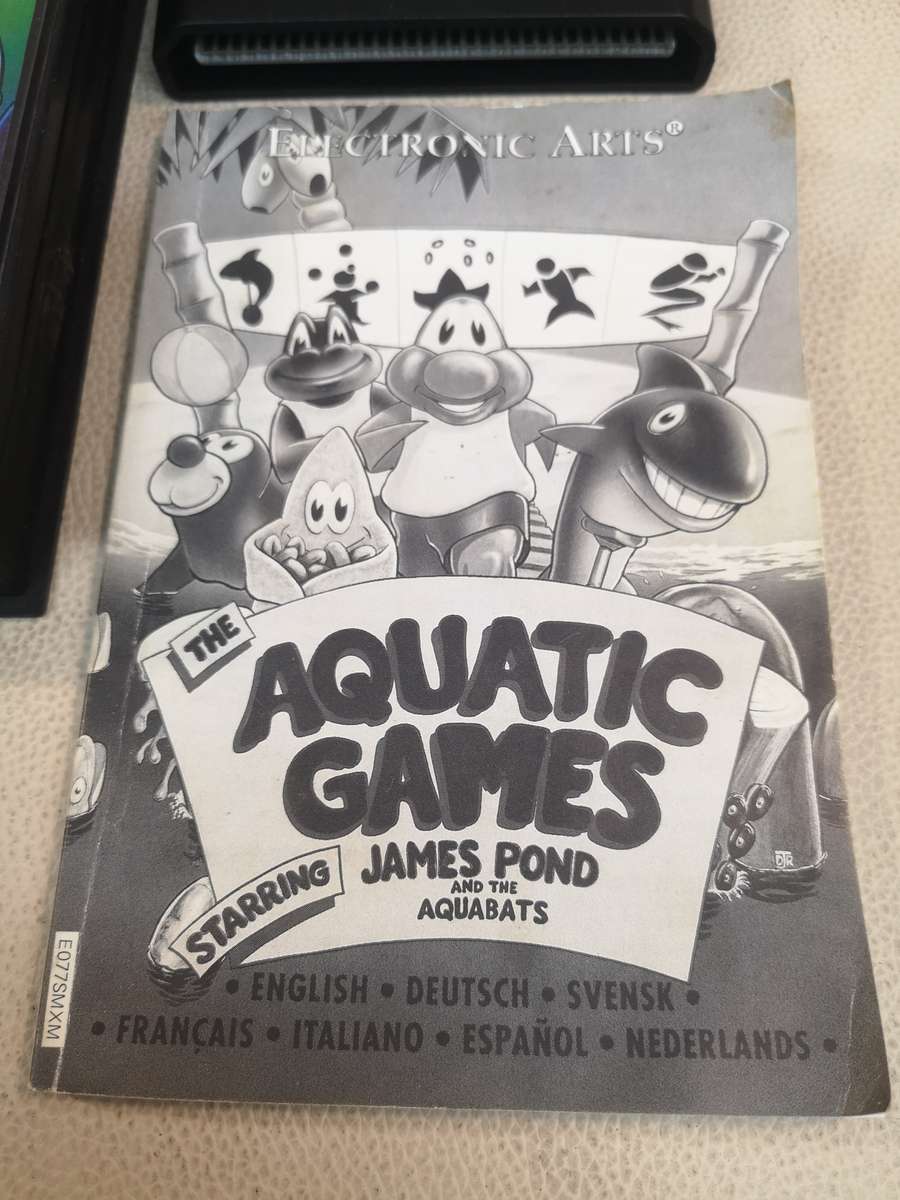 ELECTRONIC ARTS®
THE
AQUATIC
GAMES
STARRING
JAMES POND
AND THE
AQUABATS
DTR
E077SMXM
• ENGLISH • DEUTSCH • SVENSK •
• FRANÇAIS • ITALIANO • ESPAÑOL • NEDERLANDS •